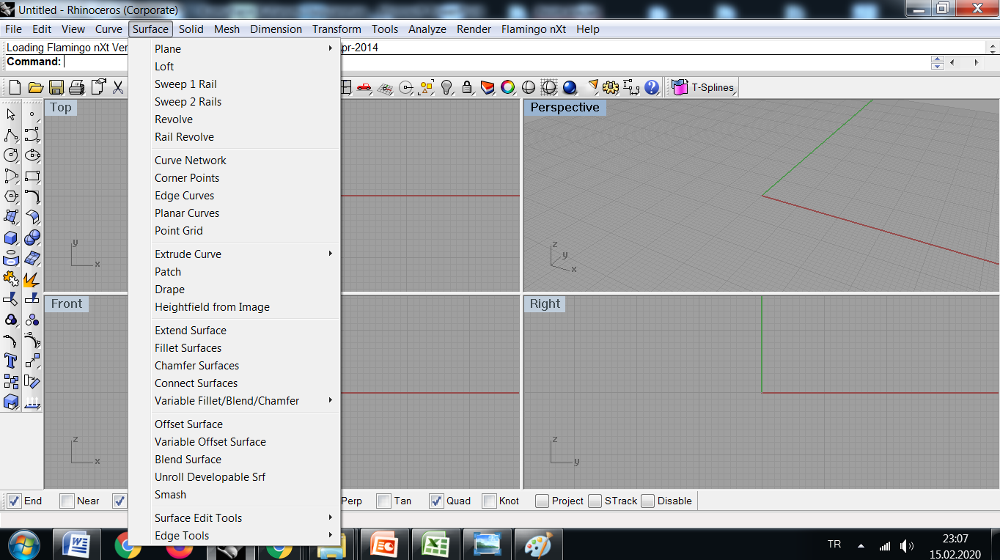 Untitled - Rhinoceros (Corporate)
File Edit View Curve Surface Solid Mesh Dimension Transform Tools Analyze Render Flamingo nXt Help
Loading Flamingo nXt Ver pr-2014
Command:
T-Splines
Plane
Loft
Sweep 1 Rail
Sweep 2 Rails
Revolve
Rail Revolve
Curve Network
Corner Points
Edge Curves
Planar Curves
Point Grid
Extrude Curve
Patch
Drape
Heightfield from Image
Extend Surface
Fillet Surfaces
Chamfer Surfaces
Connect Surfaces
Variable Fillet/Blend/Chamfer
Offset Surface
Variable Offset Surface
Blend Surface
Unroll Developable Srf
Smash
Surface Edit Tools
Edge Tools
Top
y
x
Perspective
z
y
x
Front
z
x
Right
z
y
End Near Perp Tan Quad Knot Project STrack Disable
TR
23:07
15.02.2020